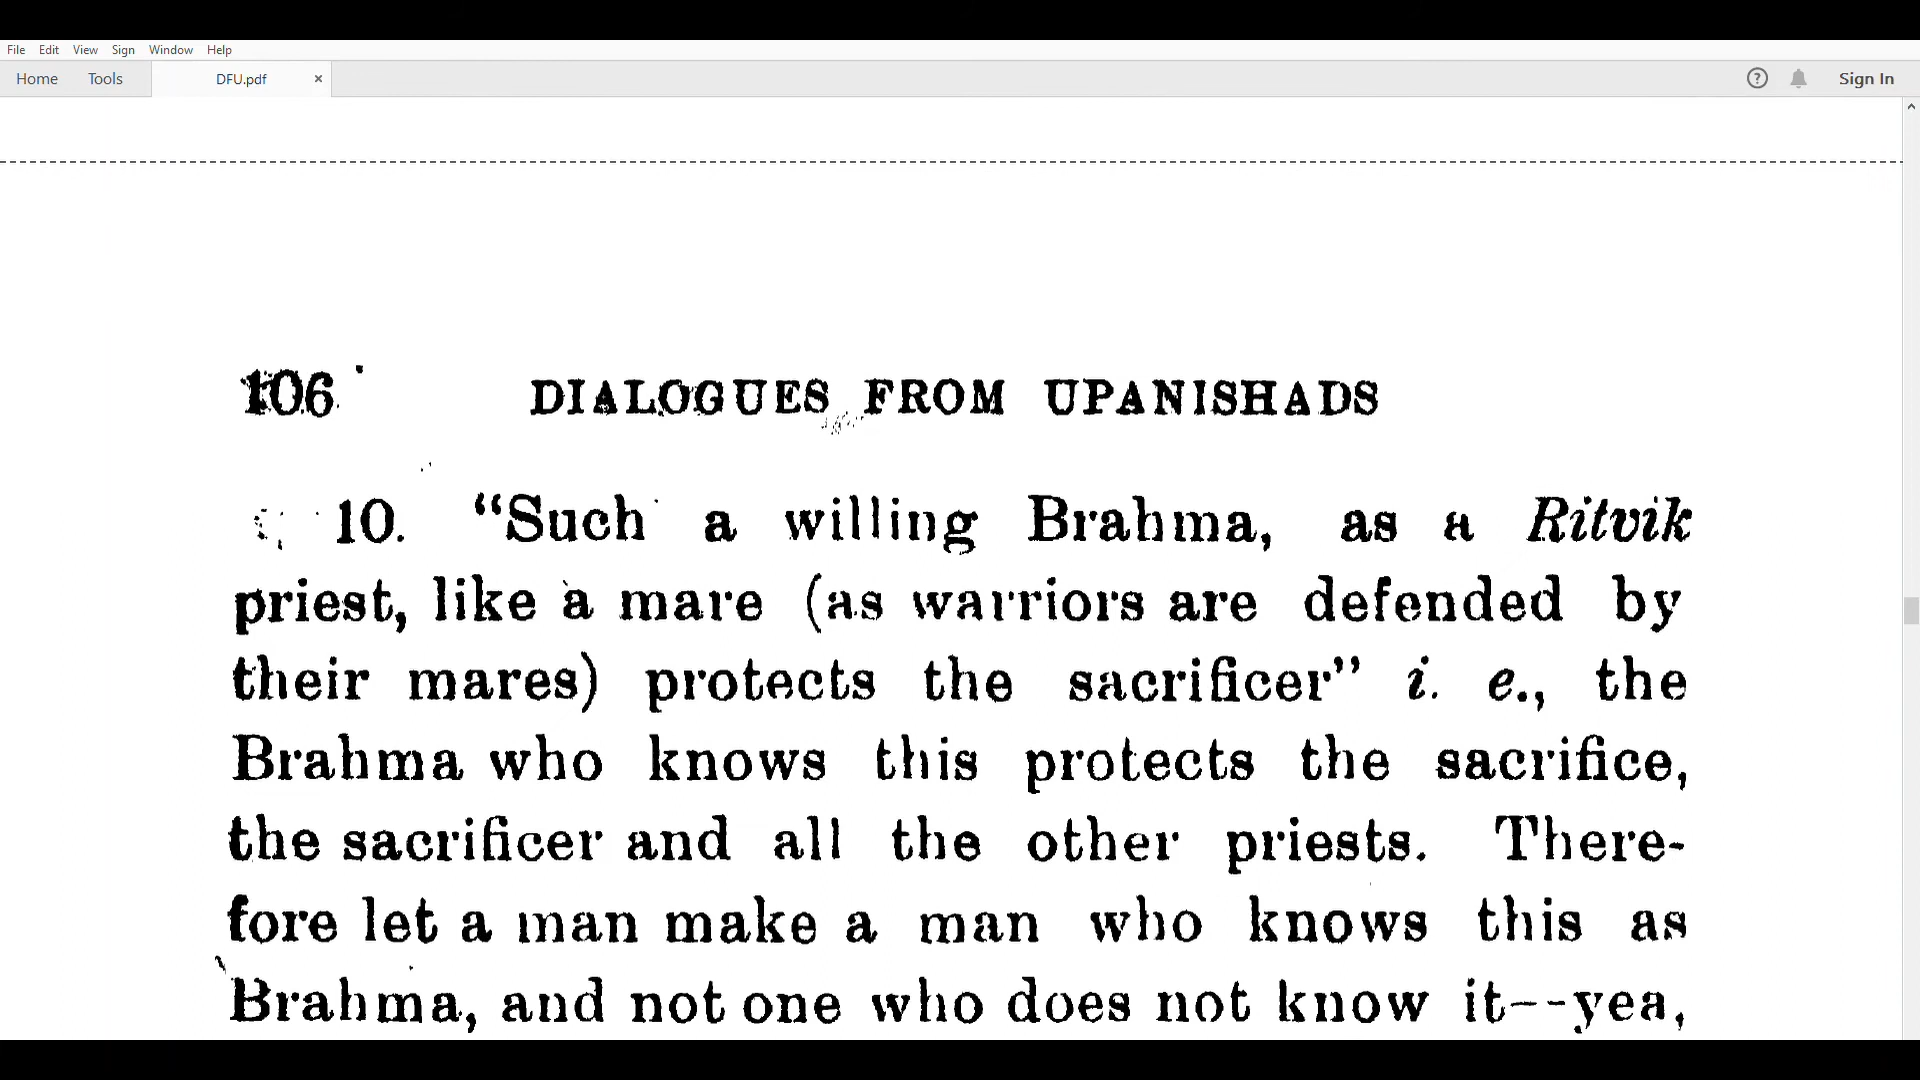 File Edit View Sign Window Help
Home Tools DFU.pdf × ? Sign In
106 DIALOGUES FROM UPANISHADS
10. “Such a willing Brahma, as a Ritvik
priest, like a mare (as warriors are defended by
their mares) protects the sacrificer” i. e., the
Brahma who knows this protects the sacrifice,
the sacrificer and all the other priests. There-
fore let a man make a man who knows this as
Brahma, and not one who does not know it--yea,